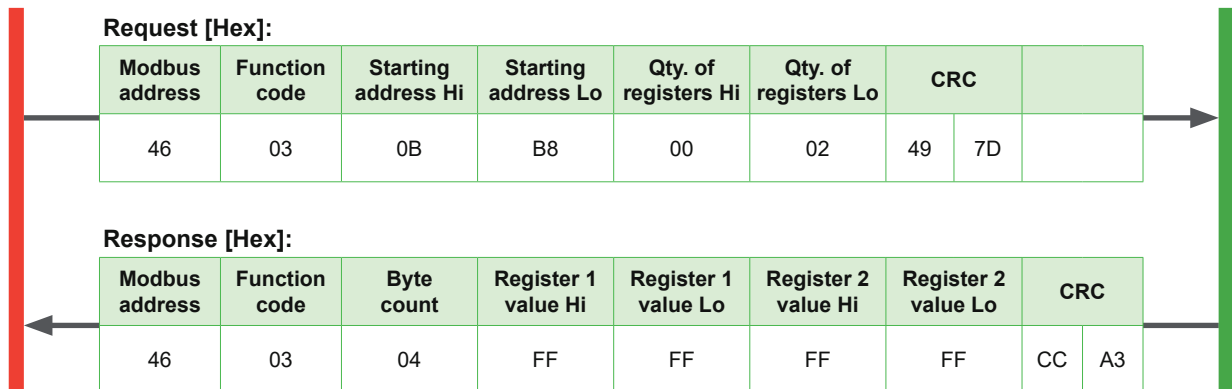 Request [Hex]:
Modbus address Function code Starting address Hi Starting address Lo Qty. of registers Hi Qty. of registers Lo CRC
46 03 0B B8 00 02 49 7D
Response [Hex]:
Modbus address Function code Byte count Register 1 value Hi Register 1 value Lo Register 2 value Hi Register 2 value Lo CRC
46 03 04 FF FF FF FF CC A3